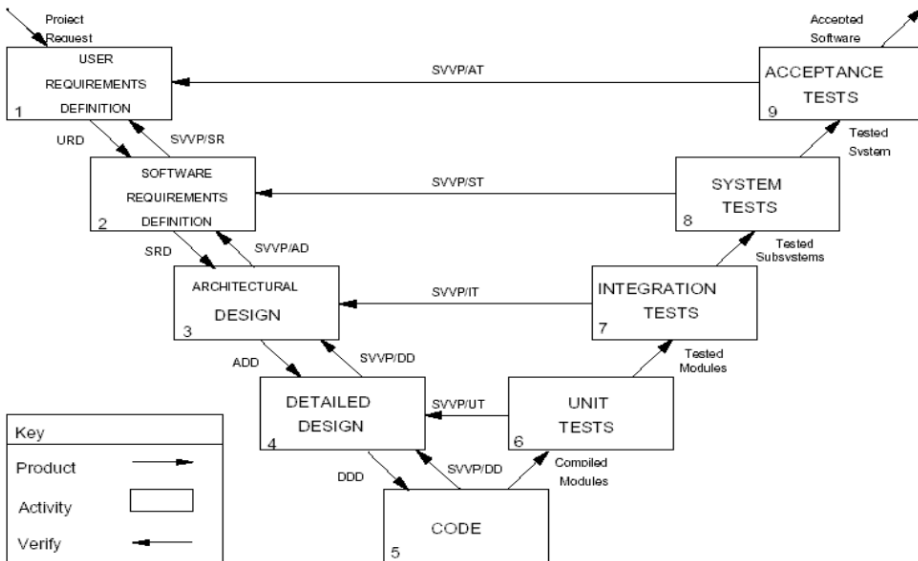 Project
Request
Accepted
Software
USER
REQUIREMENTS
DEFINITION
1
SVVP/AT
ACCEPTANCE
TESTS
9
URD
SVVP/SR
Tested
System
SOFTWARE
REQUIREMENTS
DEFINITION
2
SVVP/ST
SYSTEM
TESTS
8
SRD
SVVP/AD
Tested
Subsystems
ARCHITECTURAL
DESIGN
3
SVVP/IT
INTEGRATION
TESTS
7
ADD
SVVP/DD
Tested
Modules
DETAILED
DESIGN
4
SVVP/UT
UNIT
TESTS
6
DDD
SVVP/DD
Compiled
Modules
CODE
5
Key
Product
Activity
Verify